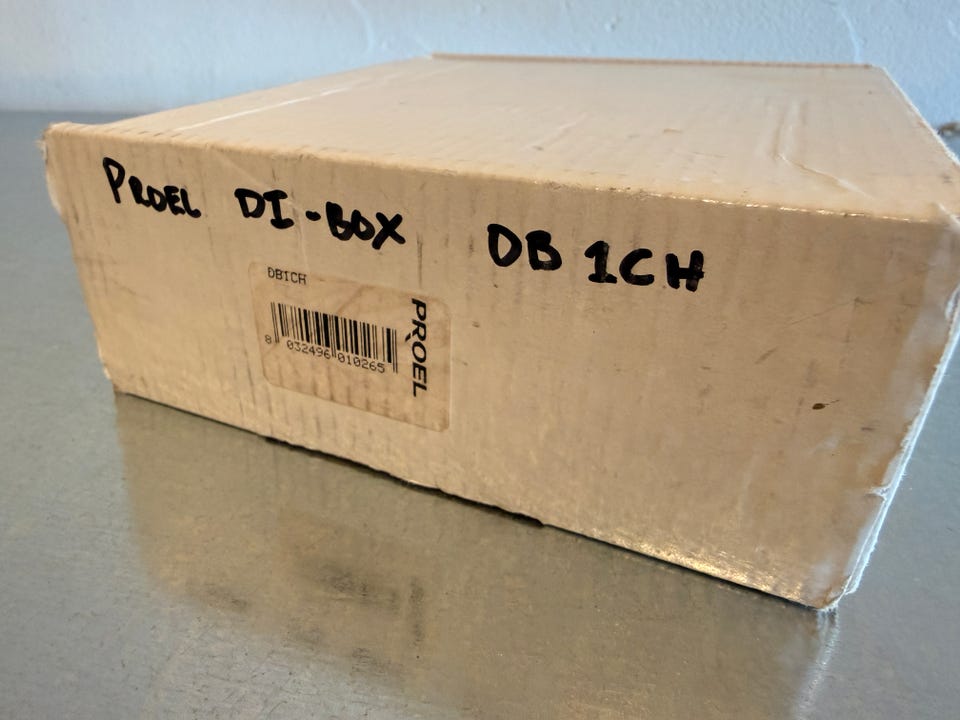 PROEL DI-BOX DB 1CH
DB1CH
PROEL
8 032496 010265